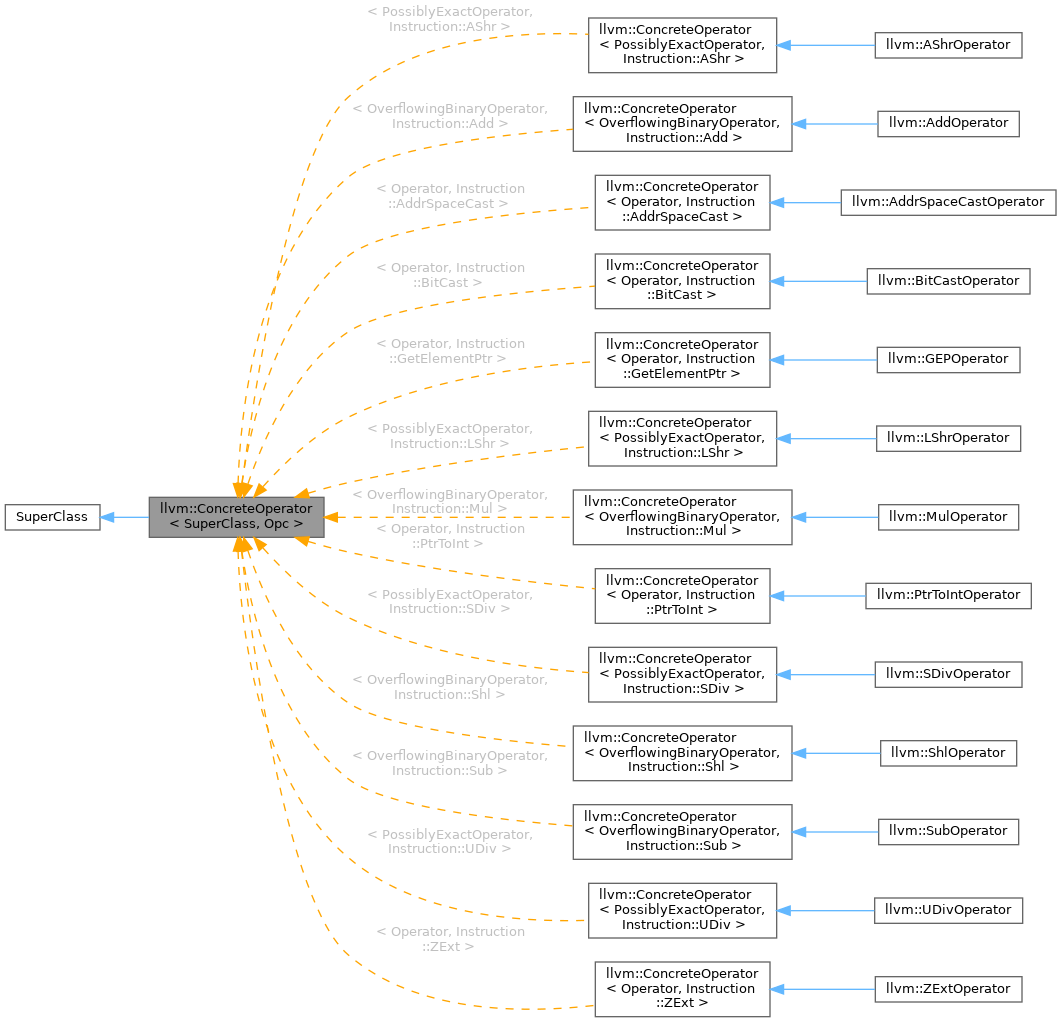 < PossiblyExactOperator,
Instruction::AShr >
llvm::ConcreteOperator
< PossiblyExactOperator,
Instruction::AShr >
llvm::AShrOperator
< OverflowingBinaryOperator,
Instruction::Add >
llvm::ConcreteOperator
< OverflowingBinaryOperator,
Instruction::Add >
llvm::AddOperator
< Operator, Instruction
::AddrSpaceCast >
llvm::ConcreteOperator
< Operator, Instruction
::AddrSpaceCast >
llvm::AddrSpaceCastOperator
< Operator, Instruction
::BitCast >
llvm::ConcreteOperator
< Operator, Instruction
::BitCast >
llvm::BitCastOperator
< Operator, Instruction
::GetElementPtr >
llvm::ConcreteOperator
< Operator, Instruction
::GetElementPtr >
llvm::GEPOperator
< PossiblyExactOperator,
Instruction::LShr >
llvm::ConcreteOperator
< PossiblyExactOperator,
Instruction::LShr >
llvm::LShrOperator
SuperClass
llvm::ConcreteOperator
< SuperClass, Opc >
< OverflowingBinaryOperator,
Instruction::Mul >
llvm::ConcreteOperator
< OverflowingBinaryOperator,
Instruction::Mul >
llvm::MulOperator
< Operator, Instruction
::PtrToInt >
llvm::ConcreteOperator
< Operator, Instruction
::PtrToInt >
llvm::PtrToIntOperator
< PossiblyExactOperator,
Instruction::SDiv >
llvm::ConcreteOperator
< PossiblyExactOperator,
Instruction::SDiv >
llvm::SDivOperator
< OverflowingBinaryOperator,
Instruction::Shl >
llvm::ConcreteOperator
< OverflowingBinaryOperator,
Instruction::Shl >
llvm::ShlOperator
< OverflowingBinaryOperator,
Instruction::Sub >
llvm::ConcreteOperator
< OverflowingBinaryOperator,
Instruction::Sub >
llvm::SubOperator
< PossiblyExactOperator,
Instruction::UDiv >
llvm::ConcreteOperator
< PossiblyExactOperator,
Instruction::UDiv >
llvm::UDivOperator
< Operator, Instruction
::ZExt >
llvm::ConcreteOperator
< Operator, Instruction
::ZExt >
llvm::ZExtOperator